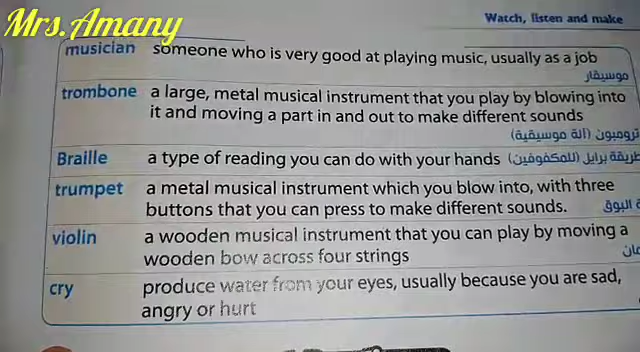 Mrs.Amany
Watch, listen and make
musician someone who is very good at playing music, usually as a job
موسيقار
trombone a large, metal musical instrument that you play by blowing into
it and moving a part in and out to make different sounds
ترومبون (آلة موسيقية)
Braille a type of reading you can do with your hands طريقة برايل (للمكفوفين)
trumpet a metal musical instrument which you blow into, with three
buttons that you can press to make different sounds. البوق
violin a wooden musical instrument that you can play by moving a
wooden bow across four strings
cry produce water from your eyes, usually because you are sad,
angry or hurt